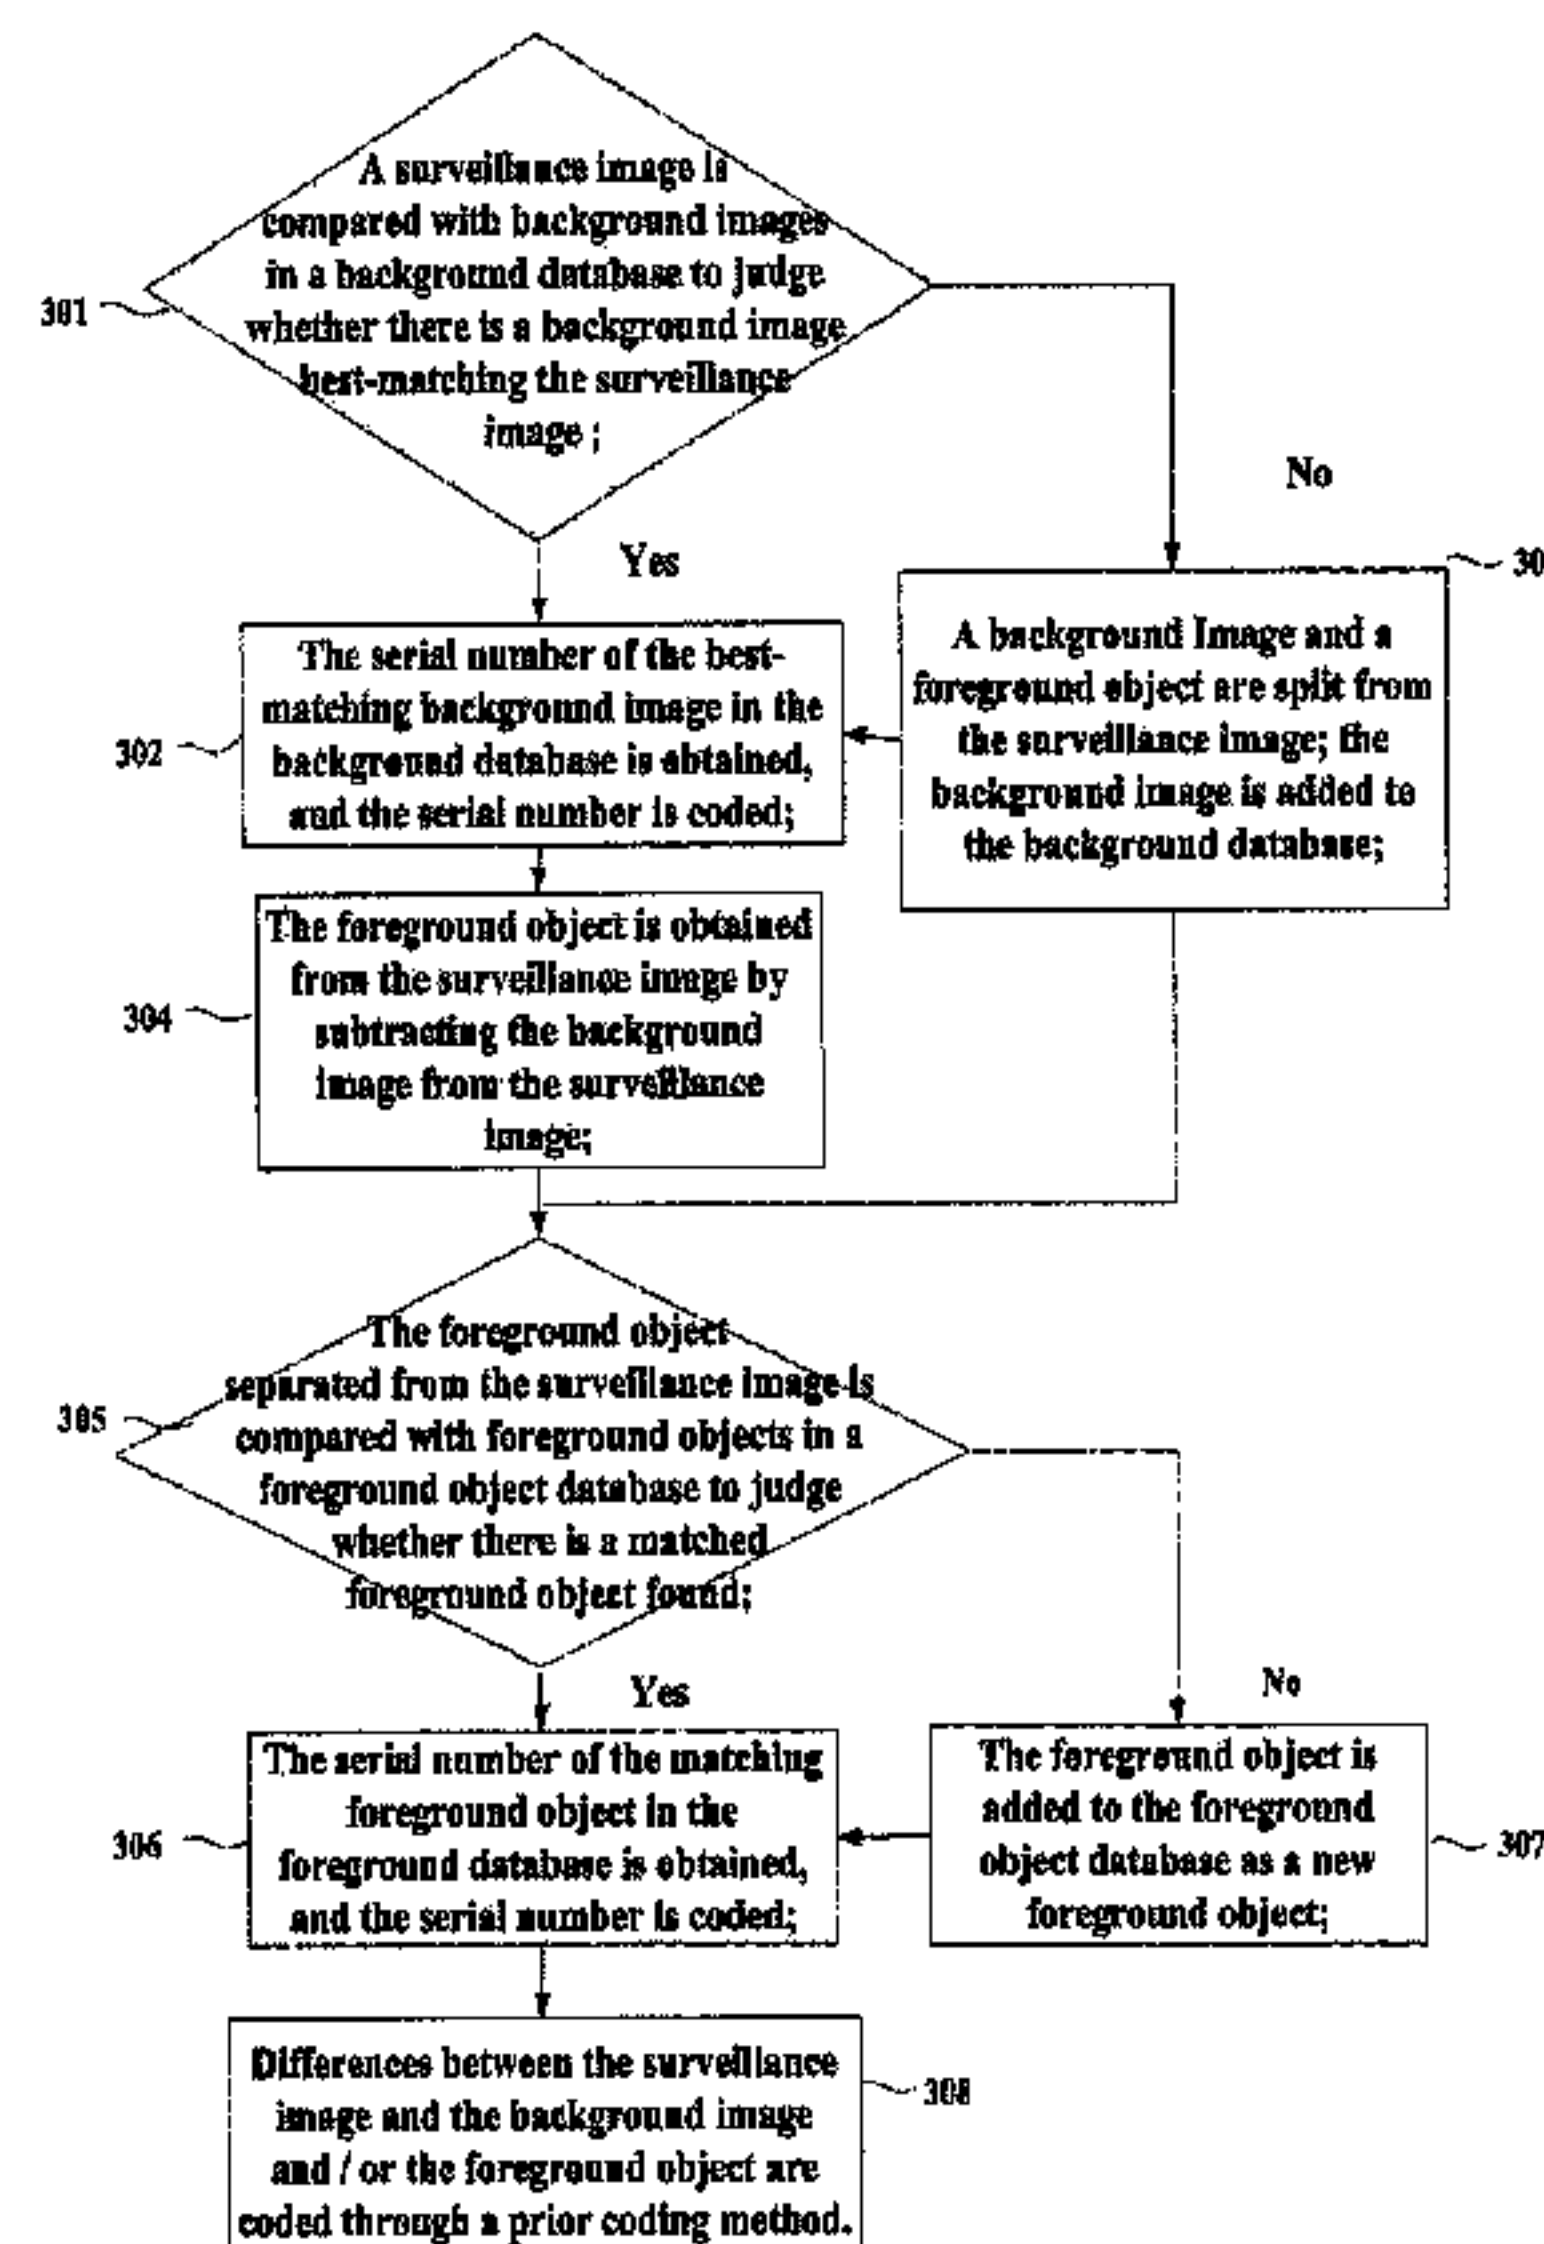 A surveillance image is
compared with background images
in a background database to judge
whether there is a background image
best-matching the surveillance
image ;
301
No
Yes
30
A background Image and a
foreground object are split from
the surveillance image; the
background image is added to
the background database;
The serial number of the best-
matching background image in the
background database is obtained,
and the serial number is coded;
302
The foreground object is obtained
from the surveillance image by
subtracting the background
image from the surveillance
image;
304
The foreground object
separated from the surveillance image is
compared with foreground objects in a
foreground object database to judge
whether there is a matched
foreground object found;
305
Yes
No
The serial number of the matching
foreground object in the
foreground database is obtained,
and the serial number is coded;
306
The foreground object is
added to the foreground
object database as a new
foreground object;
307
Differences between the surveillance
image and the background image
and / or the foreground object are
coded through a prior coding method.
308